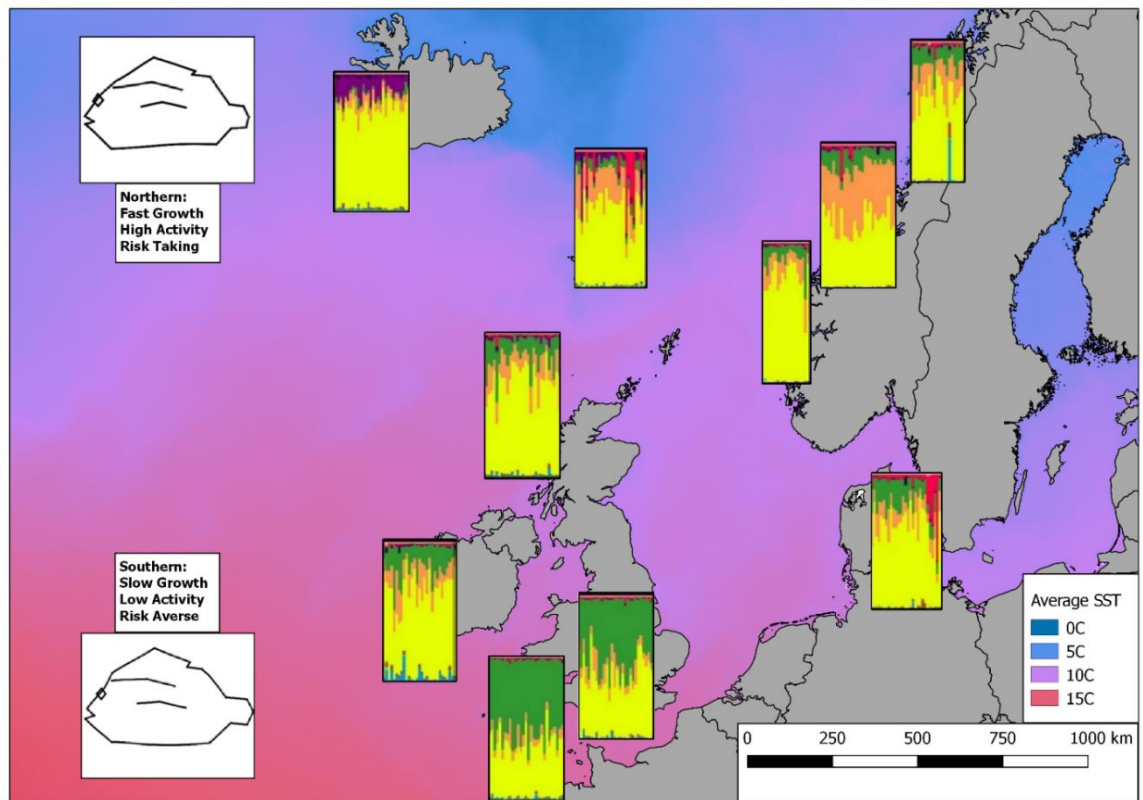 Northern:
Fast Growth
High Activity
Risk Taking
Southern:
Slow Growth
Low Activity
Risk Averse
Average SST
0C
5C
10C
15C
0 250 500 750 1000 km